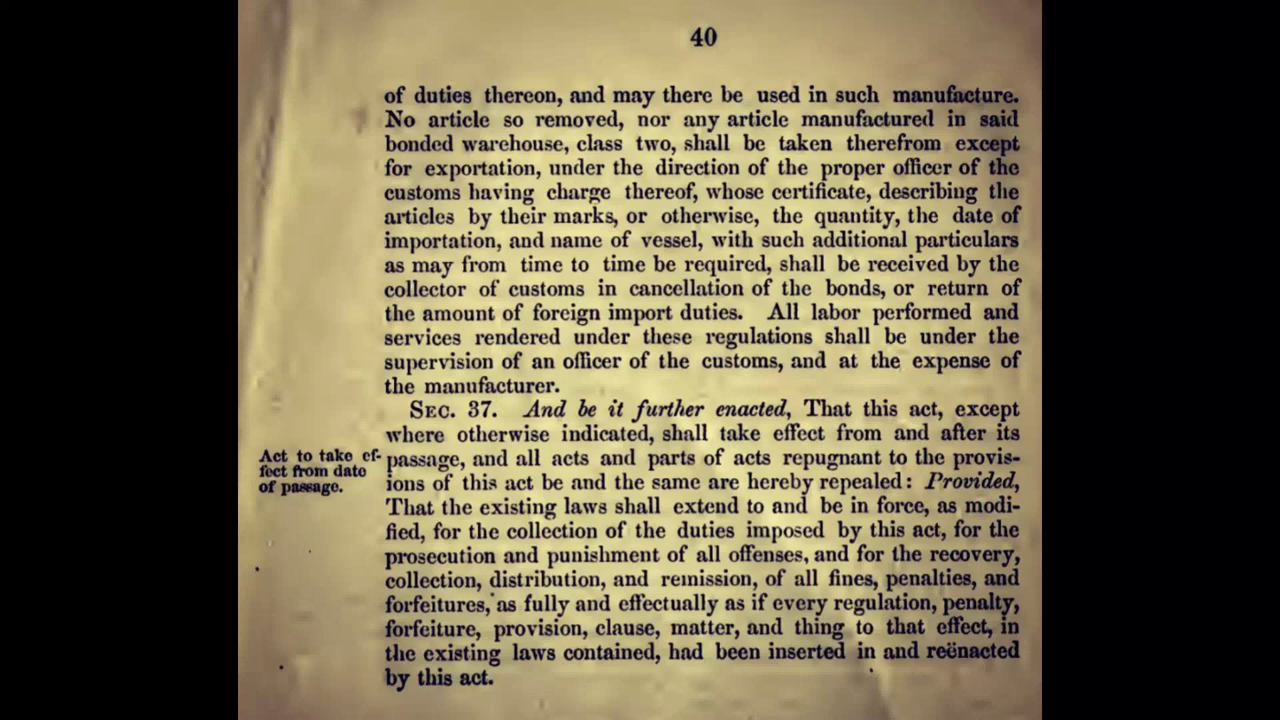 40
of duties thereon, and may there be used in such manufacture.
No article so removed, nor any article manufactured in said
bonded warehouse, class two, shall be taken therefrom except
for exportation, under the direction of the proper officer of the
customs having charge thereof, whose certificate, describing the
articles by their marks, or otherwise, the quantity, the date of
importation, and name of vessel, with such additional particulars
as may from time to time be required, shall be received by the
collector of customs in cancellation of the bonds, or return of
the amount of foreign import duties. All labor performed and
services rendered under these regulations shall be under the
supervision of an officer of the customs, and at the expense of
the manufacturer.
SEC. 37. And be it further enacted, That this act, except
where otherwise indicated, shall take effect from and after its
passage, and all acts and parts of acts repugnant to the provis-
ions of this act be and the same are hereby repealed: Provided,
That the existing laws shall extend to and be in force, as modi-
fied, for the collection of the duties imposed by this act, for the
prosecution and punishment of all offenses, and for the recovery,
collection, distribution, and remission, of all fines, penalties, and
forfeitures, as fully and effectually as if every regulation, penalty,
forfeiture, provision, clause, matter, and thing to that effect, in
the existing laws contained, had been inserted in and reënacted
by this act.
Act to take ef-
fect from date
of passage.